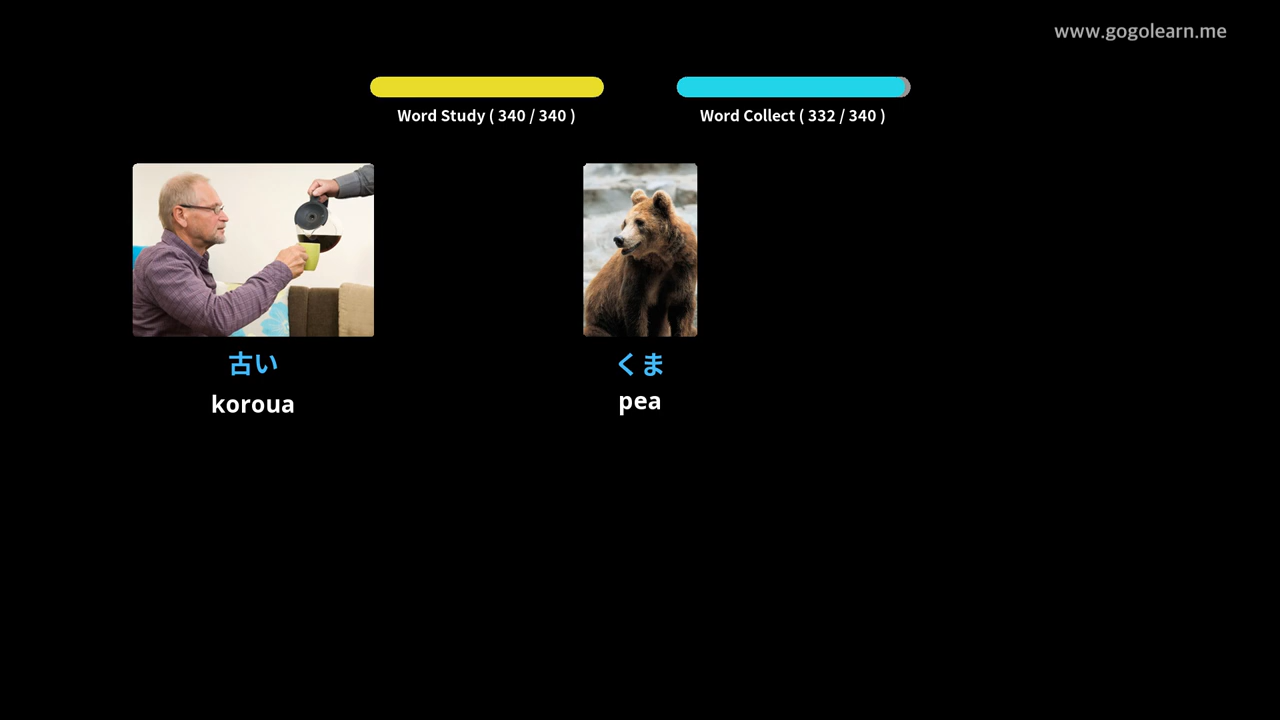 www.gogolearn.me
Word Study ( 340 / 340 )
Word Collect ( 332 / 340 )
古い
koroua
くま
pea